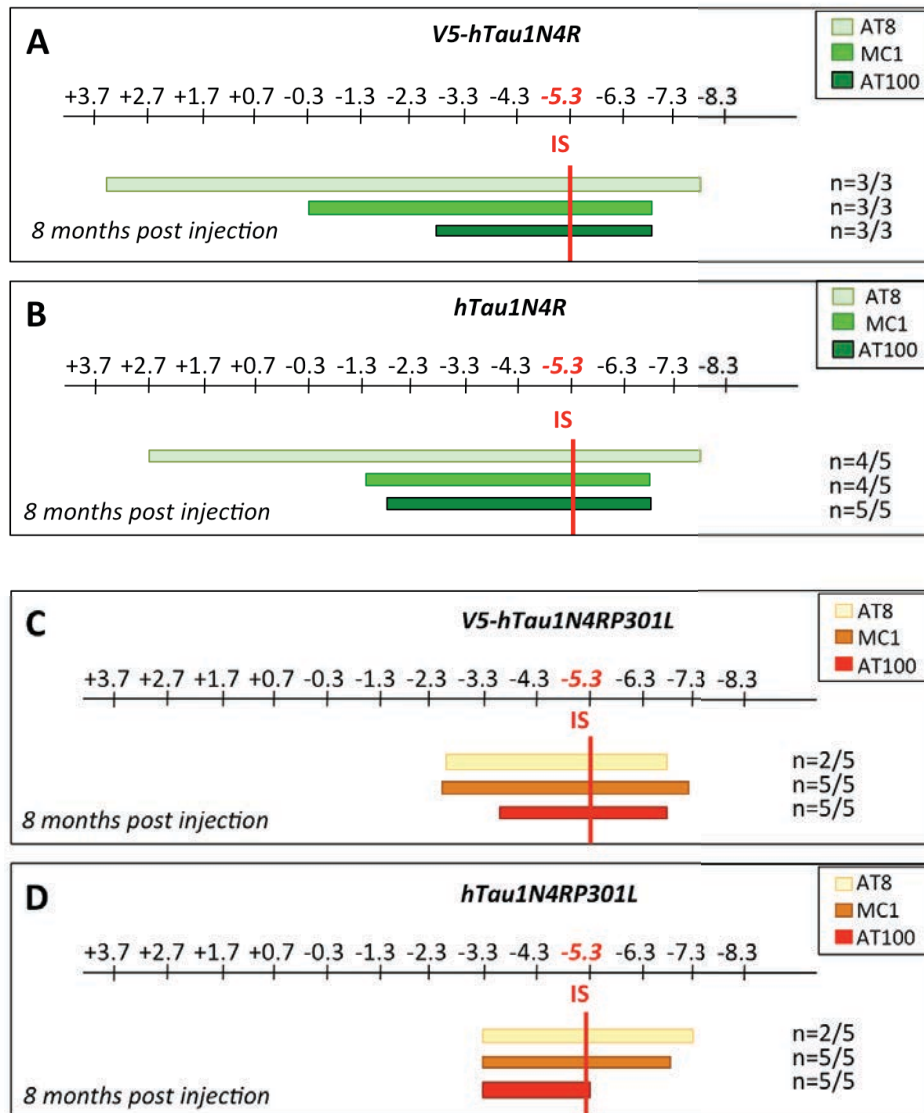 A
V5-hTau1N4R
AT8
MC1
AT100
+3.7 +2.7 +1.7 +0.7 -0.3 -1.3 -2.3 -3.3 -4.3 -5.3 -6.3 -7.3 -8.3
IS
n=3/3
n=3/3
n=3/3
8 months post injection
B
hTau1N4R
AT8
MC1
AT100
+3.7 +2.7 +1.7 +0.7 -0.3 -1.3 -2.3 -3.3 -4.3 -5.3 -6.3 -7.3 -8.3
IS
n=4/5
n=4/5
n=5/5
8 months post injection
C
V5-hTau1N4RP301L
AT8
MC1
AT100
+3.7 +2.7 +1.7 +0.7 -0.3 -1.3 -2.3 -3.3 -4.3 -5.3 -6.3 -7.3 -8.3
IS
n=2/5
n=5/5
n=5/5
8 months post injection
D
hTau1N4RP301L
AT8
MC1
AT100
+3.7 +2.7 +1.7 +0.7 -0.3 -1.3 -2.3 -3.3 -4.3 -5.3 -6.3 -7.3 -8.3
IS
n=2/5
n=5/5
n=5/5
8 months post injection